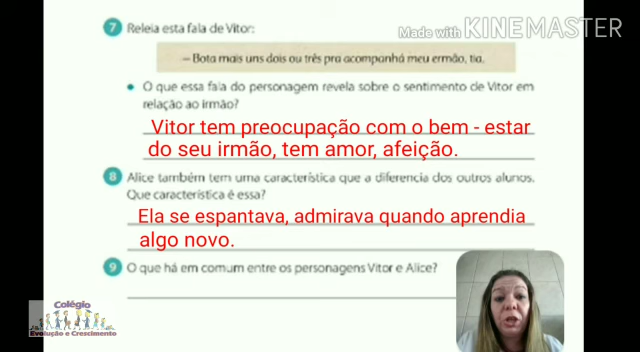 Made with KINEMASTER
7 Releia esta fala de Vitor:
– Bota mais uns dois ou três pra acompanhá meu ermão, tia.
• O que essa fala do personagem revela sobre o sentimento de Vitor em
relação ao irmão?
Vitor tem preocupação com o bem - estar
do seu irmão, tem amor, afeição.
8 Alice também tem uma característica que a diferencia dos outros alunos.
Que característica é essa?
Ela se espantava, admirava quando aprendia
algo novo.
9 O que há em comum entre os personagens Vitor e Alice?
Colégio
Evolução e Crescimento